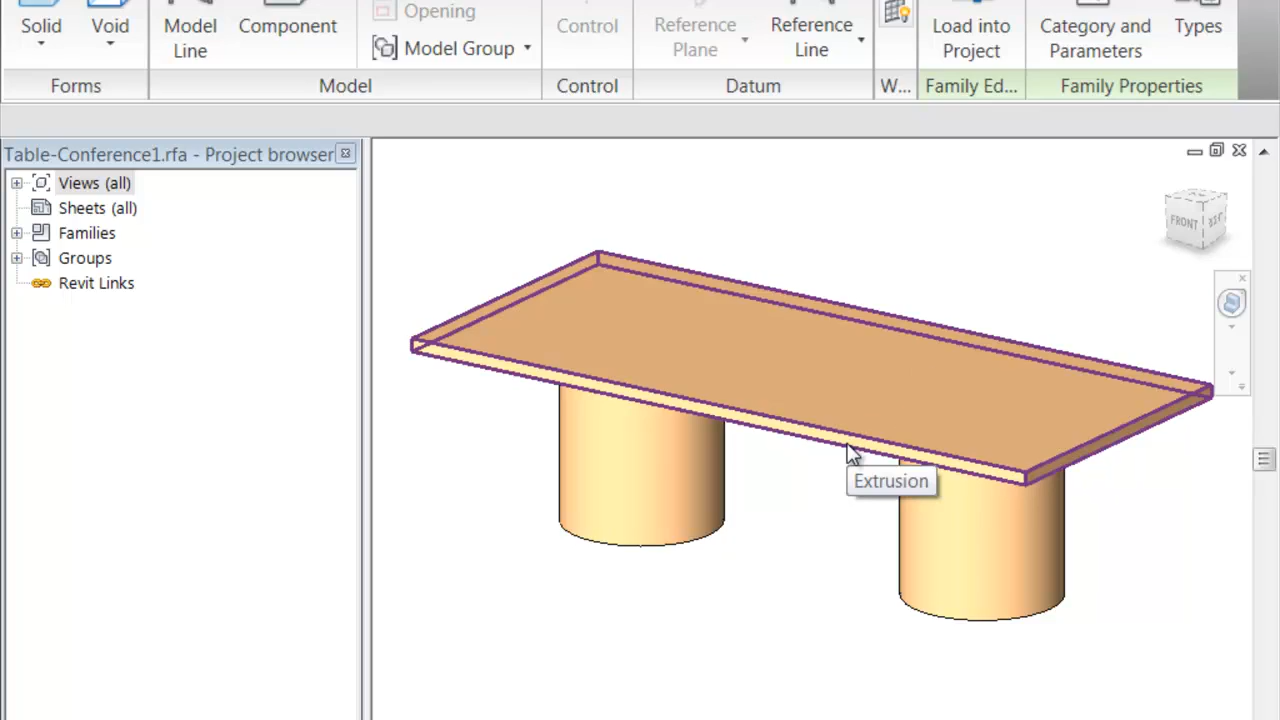 Opening
Solid Void Model Line Component Control Reference Plane Reference Line Load into Project Category and Parameters Types
Model Group
Forms Model Control Datum W... Family Ed... Family Properties
Table-Conference1.rfa - Project browser
Views (all)
Sheets (all)
Families
Groups
Revit Links
FRONT
Extrusion